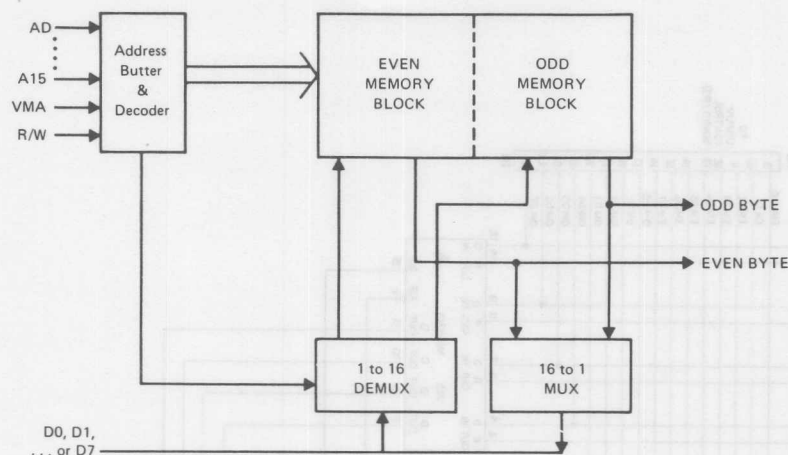 AD
A15
VMA
R/W
Address
Butter
&
Decoder
EVEN
MEMORY
BLOCK
ODD
MEMORY
BLOCK
ODD BYTE
EVEN BYTE
1 to 16
DEMUX
16 to 1
MUX
D0, D1,
... or D7